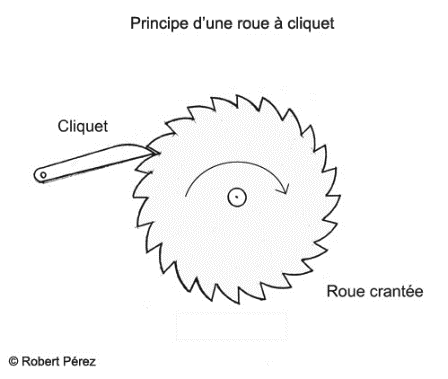 Principe d'une roue à cliquet
Cliquet
Roue crantée
© Robert Pérez